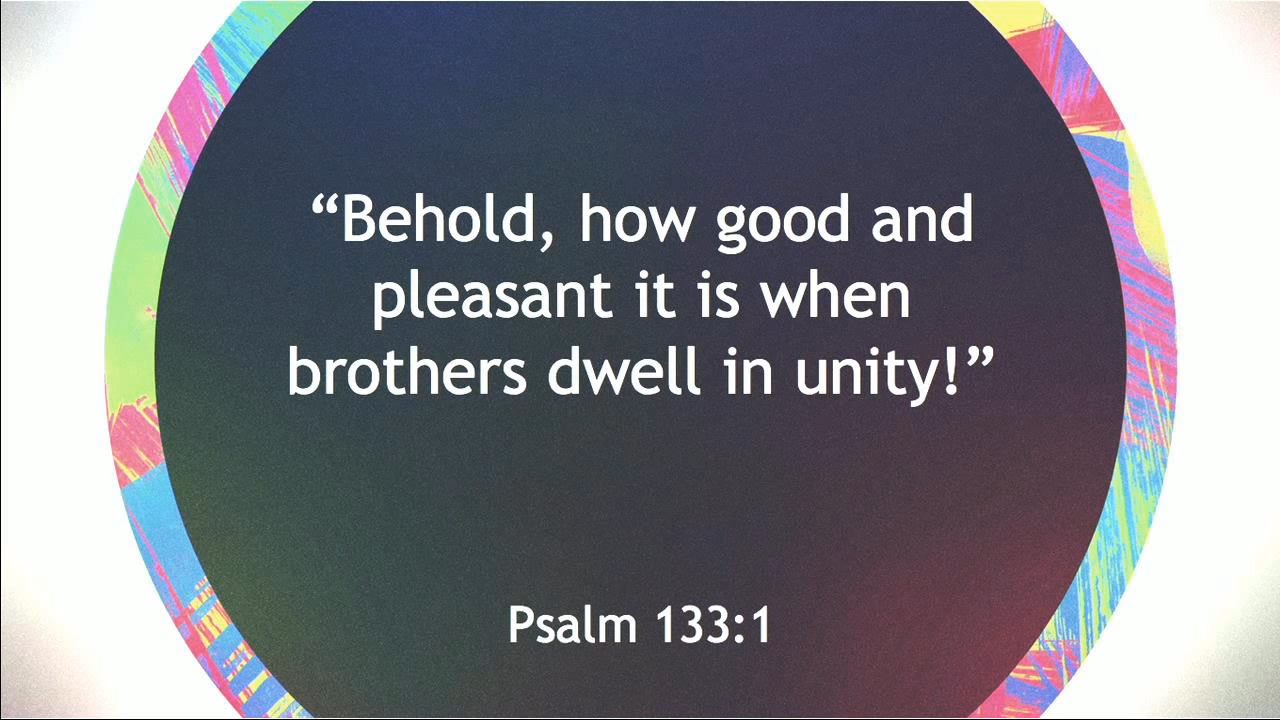 “Behold, how good and
pleasant it is when
brothers dwell in unity!”
Psalm 133:1